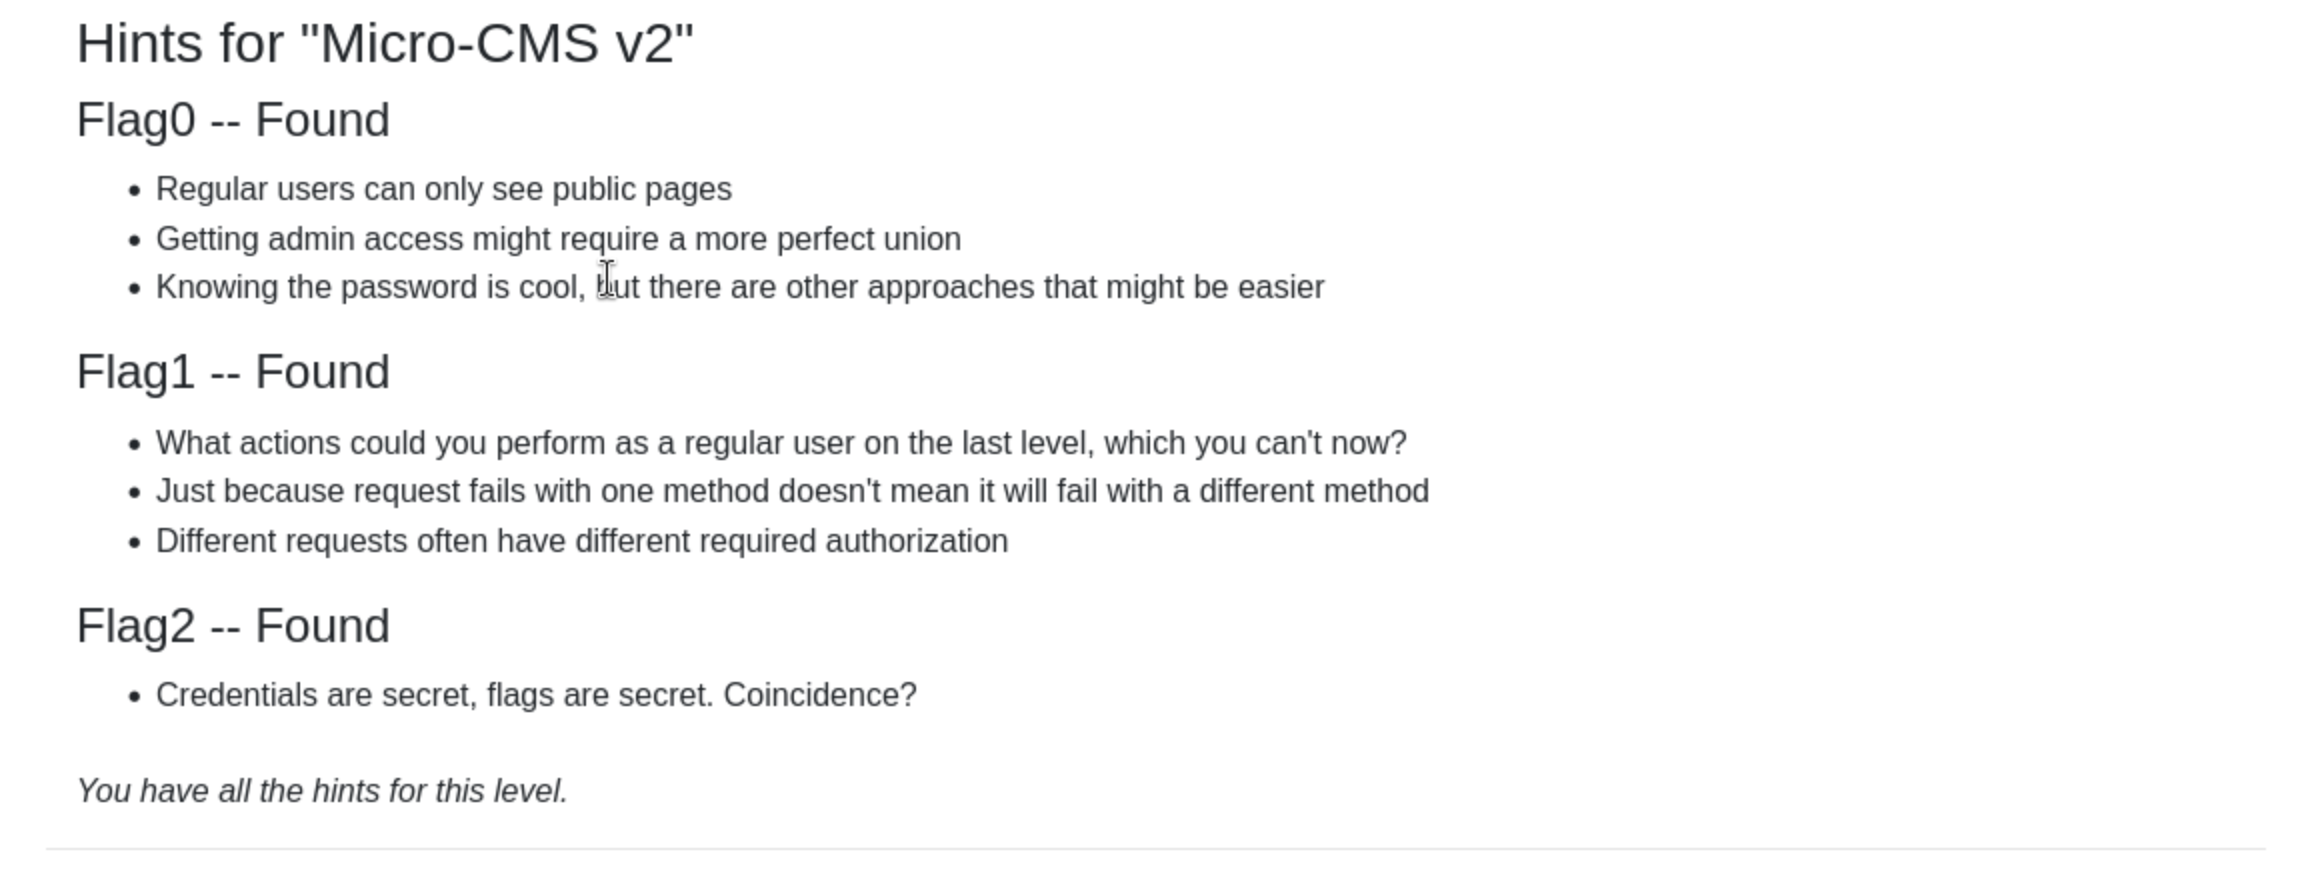 Hints for "Micro-CMS v2"
Flag0 -- Found
• Regular users can only see public pages
• Getting admin access might require a more perfect union
• Knowing the password is cool, but there are other approaches that might be easier
Flag1 -- Found
• What actions could you perform as a regular user on the last level, which you can't now?
• Just because request fails with one method doesn't mean it will fail with a different method
• Different requests often have different required authorization
Flag2 -- Found
• Credentials are secret, flags are secret. Coincidence?
You have all the hints for this level.